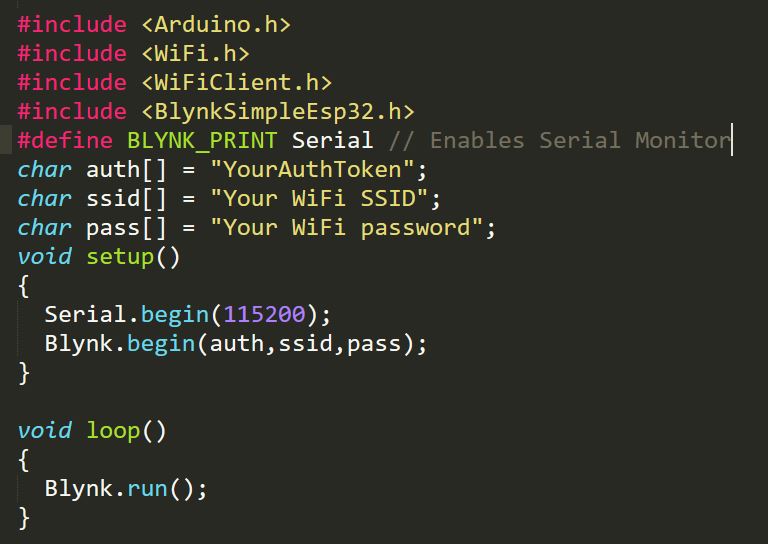 #include <Arduino.h>
#include <WiFi.h>
#include <WiFiClient.h>
#include <BlynkSimpleEsp32.h>
#define BLYNK_PRINT Serial // Enables Serial Monitor
char auth[] = "YourAuthToken";
char ssid[] = "Your WiFi SSID";
char pass[] = "Your WiFi password";
void setup()
{
  Serial.begin(115200);
  Blynk.begin(auth,ssid,pass);
}

void loop()
{
  Blynk.run();
}